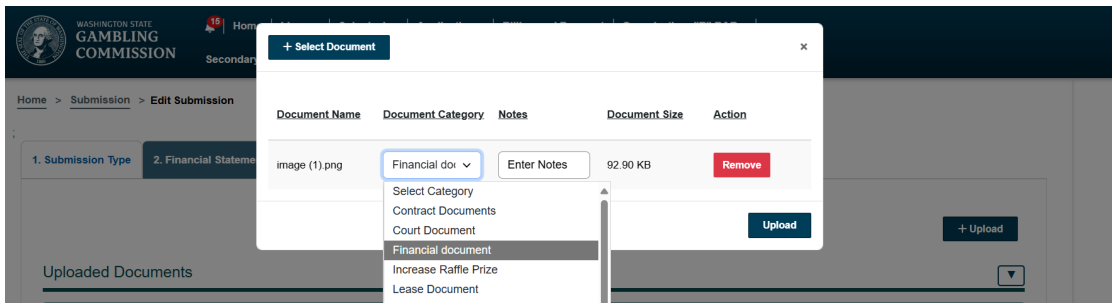 WASHINGTON STATE
GAMBLING
COMMISSION
15
Hom
Secondary
+ Select Document
×
Home > Submission > Edit Submission
Document Name Document Category Notes Document Size Action
1. Submission Type 2. Financial Stateme
image (1).png Financial doc Enter Notes 92.90 KB Remove
Select Category
Contract Documents
Court Document
Financial document
Increase Raffle Prize
Lease Document
Upload
+ Upload
Uploaded Documents